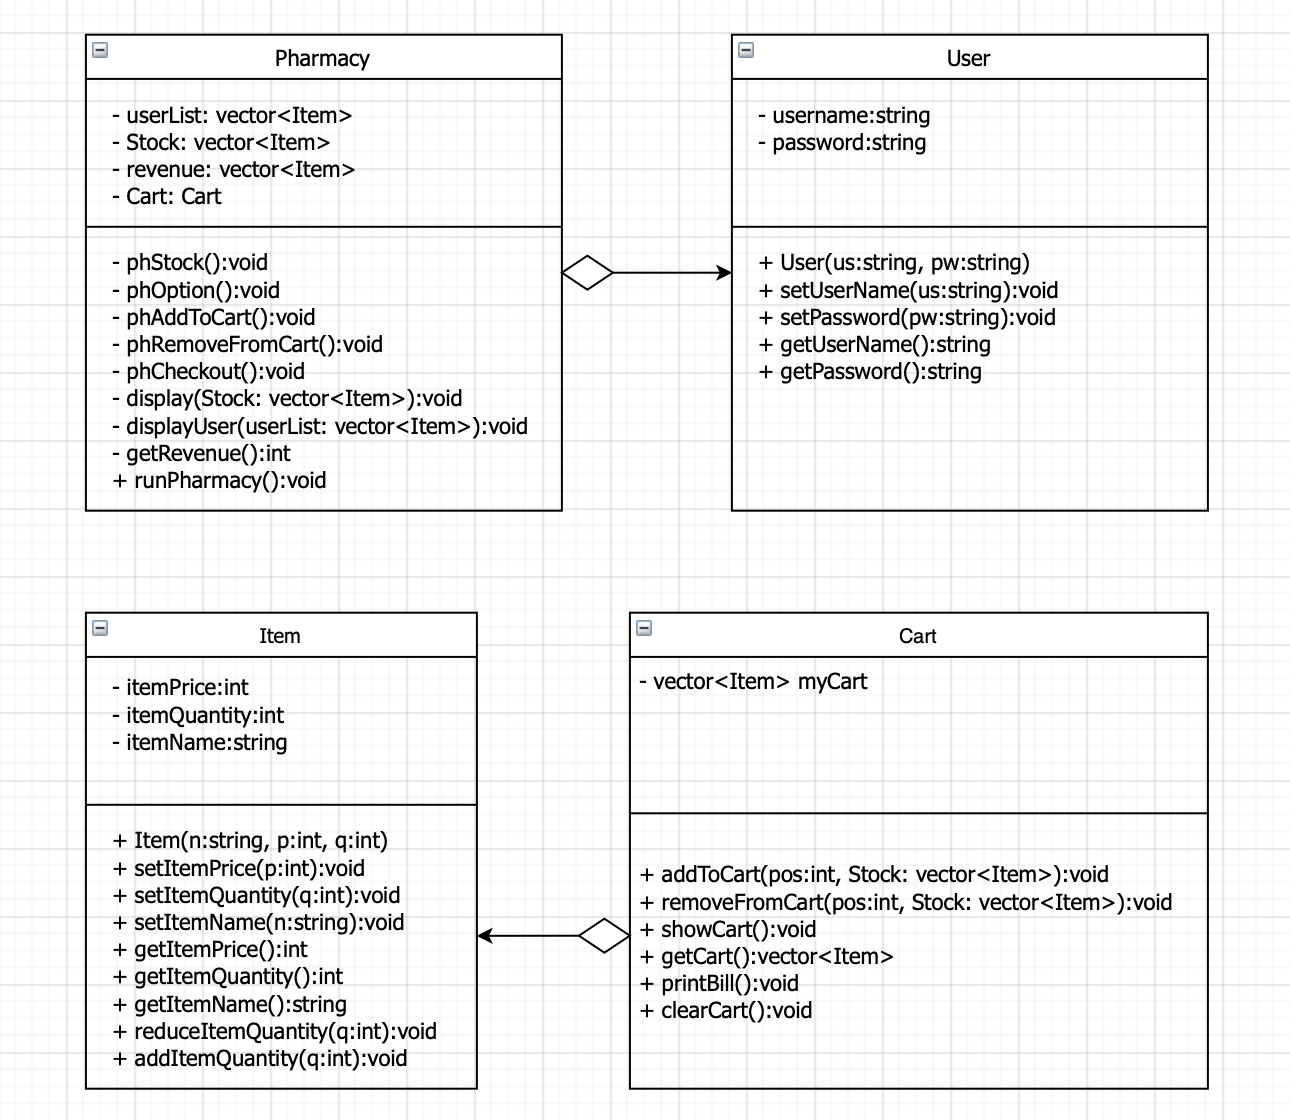 Pharmacy
- userList: vector<Item>
- Stock: vector<Item>
- revenue: vector<Item>
- Cart: Cart
- phStock():void
- phOption():void
- phAddToCart():void
- phRemoveFromCart():void
- phCheckout():void
- display(Stock: vector<Item>):void
- displayUser(userList: vector<Item>):void
- getRevenue():int
+ runPharmacy():void
User
- username:string
- password:string
+ User(us:string, pw:string)
+ setUserName(us:string):void
+ setPassword(pw:string):void
+ getUserName():string
+ getPassword():string
Item
- itemPrice:int
- itemQuantity:int
- itemName:string
+ Item(n:string, p:int, q:int)
+ setItemPrice(p:int):void
+ setItemQuantity(q:int):void
+ setItemName(n:string):void
+ getItemPrice():int
+ getItemQuantity():int
+ getItemName():string
+ reduceItemQuantity(q:int):void
+ addItemQuantity(q:int):void
Cart
- vector<Item> myCart
+ addToCart(pos:int, Stock: vector<Item>):void
+ removeFromCart(pos:int, Stock: vector<Item>):void
+ showCart():void
+ getCart():vector<Item>
+ printBill():void
+ clearCart():void